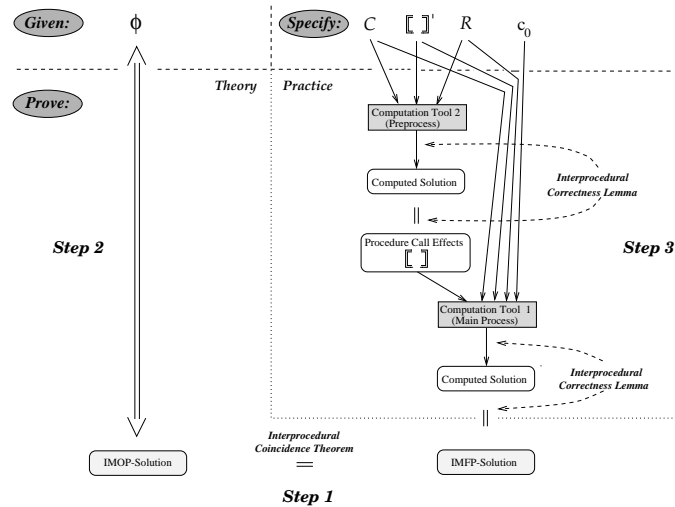 Given:
ϕ
Specify:
C
⟦ ⟧'
R
c0
Theory
Practice
Prove:
Computation Tool 2
(Preprocess)
Computed Solution
Interprocedural
Correctness Lemma
=
Procedure Call Effects
⟦ ⟧
Step 2
Step 3
Computation Tool 1
(Main Process)
Computed Solution
Interprocedural
Correctness Lemma
=
Interprocedural
Coincidence Theorem
=
IMOP-Solution
IMFP-Solution
Step 1